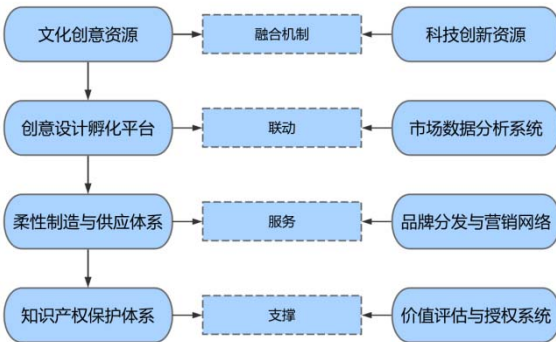 文化创意资源
融合机制
科技创新资源
创意设计孵化平台
联动
市场数据分析系统
柔性制造与供应体系
服务
品牌分发与营销网络
知识产权保护体系
支撑
价值评估与授权系统